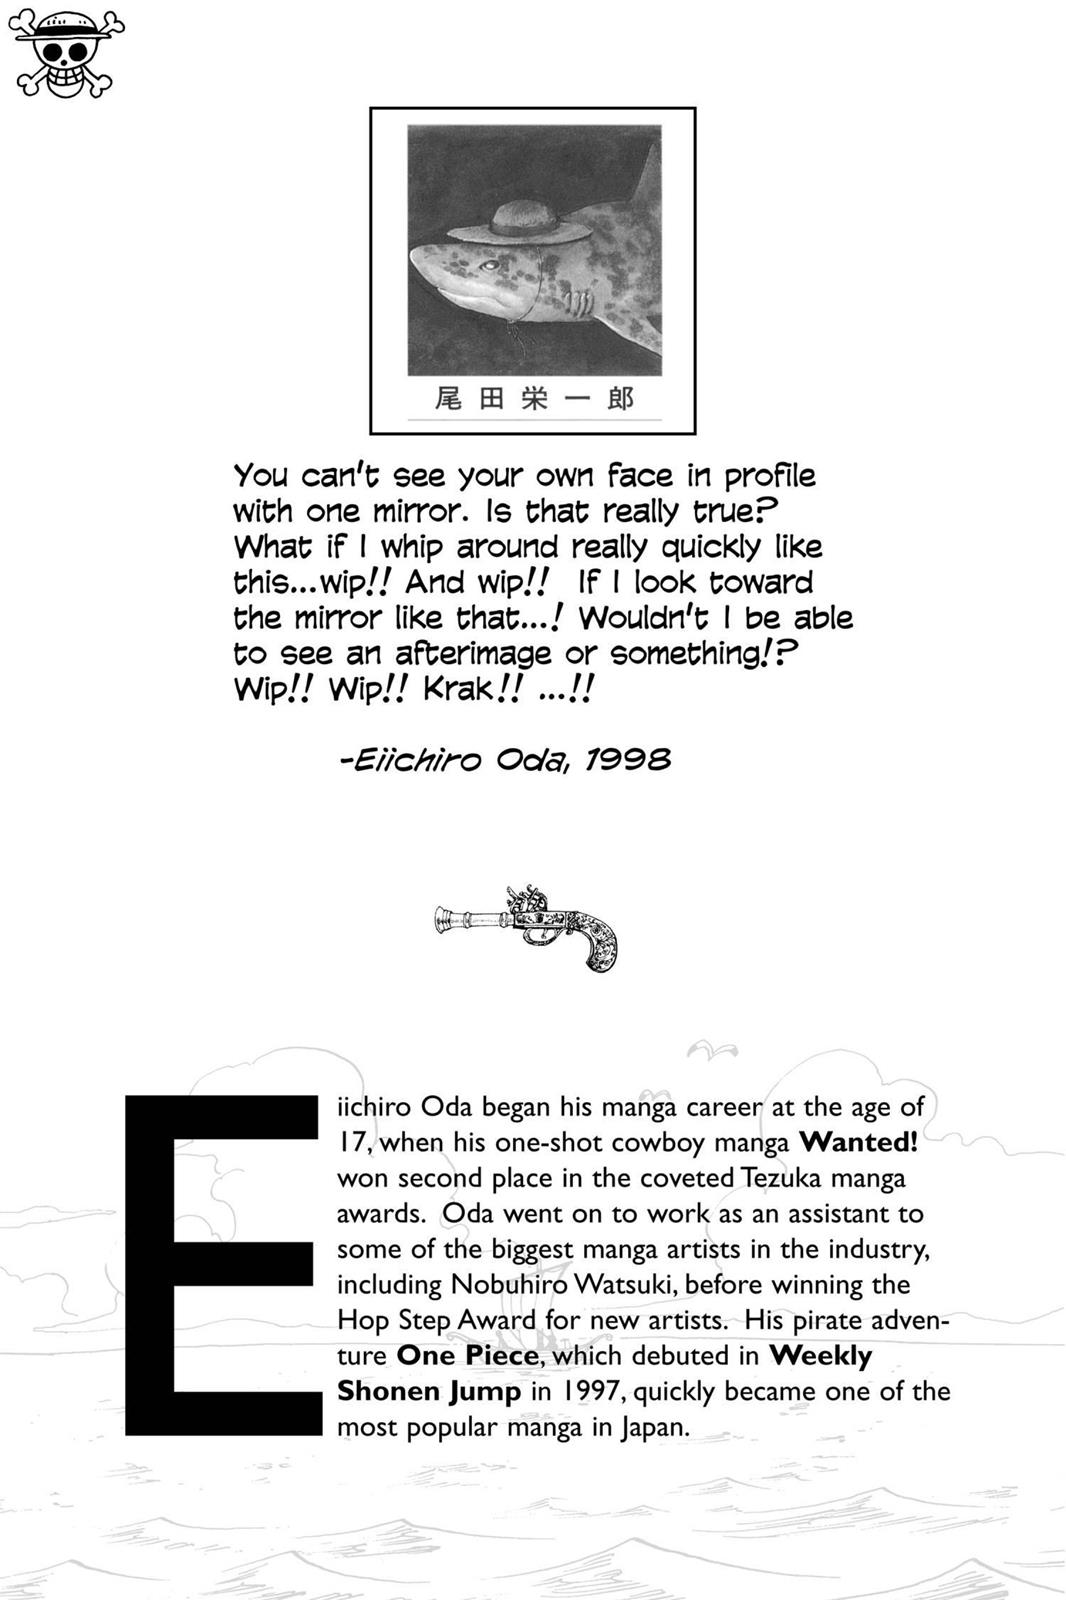 尾田栄一郎
You can't see your own face in profile
with one mirror. Is that really true?
What if I whip around really quickly like
this...wip!! And wip!!  If I look toward
the mirror like that...! Wouldn't I be able
to see an afterimage or something!?
Wip!! Wip!! Krak!! ...!!
-Eiichiro Oda, 1998
Eiichiro Oda began his manga career at the age of
17, when his one-shot cowboy manga Wanted!
won second place in the coveted Tezuka manga
awards.  Oda went on to work as an assistant to
some of the biggest manga artists in the industry,
including Nobuhiro Watsuki, before winning the
Hop Step Award for new artists.  His pirate adven-
ture One Piece, which debuted in Weekly
Shonen Jump in 1997, quickly became one of the
most popular manga in Japan.